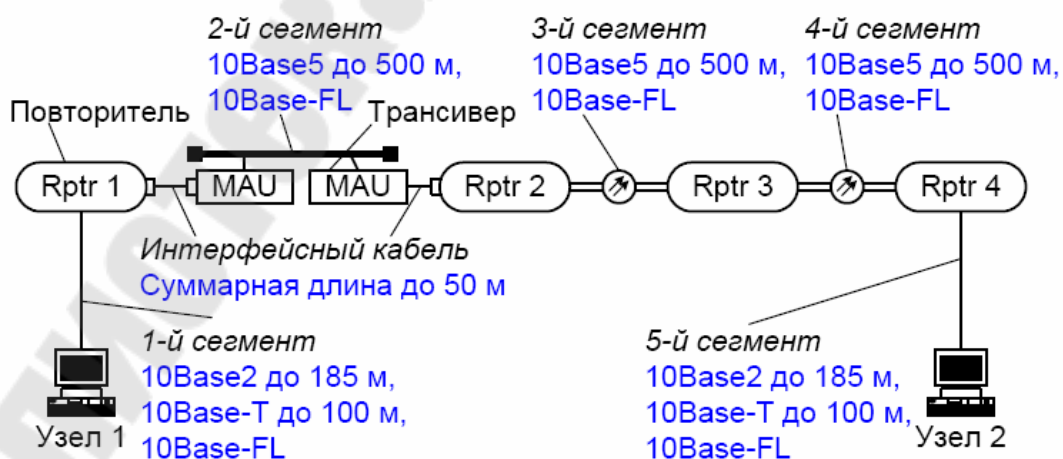 2-й сегмент
10Base5 до 500 м,
10Base-FL
3-й сегмент
10Base5 до 500 м,
10Base-FL
4-й сегмент
10Base5 до 500 м,
10Base-FL
Повторитель
Трансивер
Rptr 1
MAU
MAU
Rptr 2
Rptr 3
Rptr 4
Интерфейсный кабель
Суммарная длина до 50 м
1-й сегмент
10Base2 до 185 м,
10Base-T до 100 м,
10Base-FL
Узел 1
5-й сегмент
10Base2 до 185 м,
10Base-T до 100 м,
10Base-FL
Узел 2